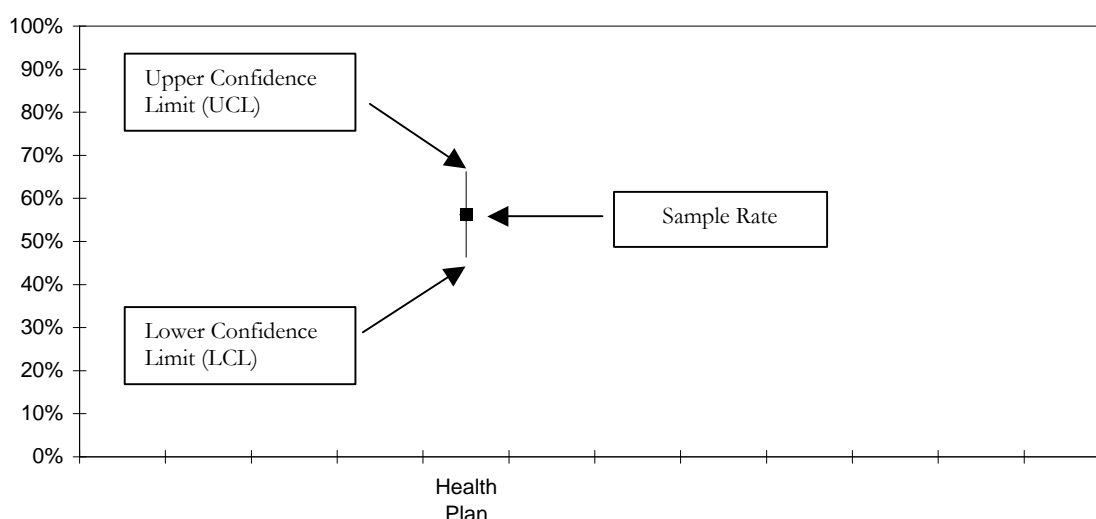 100%
90%
80%
70%
60%
50%
40%
30%
20%
10%
0%
Upper Confidence
Limit (UCL)
Sample Rate
Lower Confidence
Limit (LCL)
Health
Plan